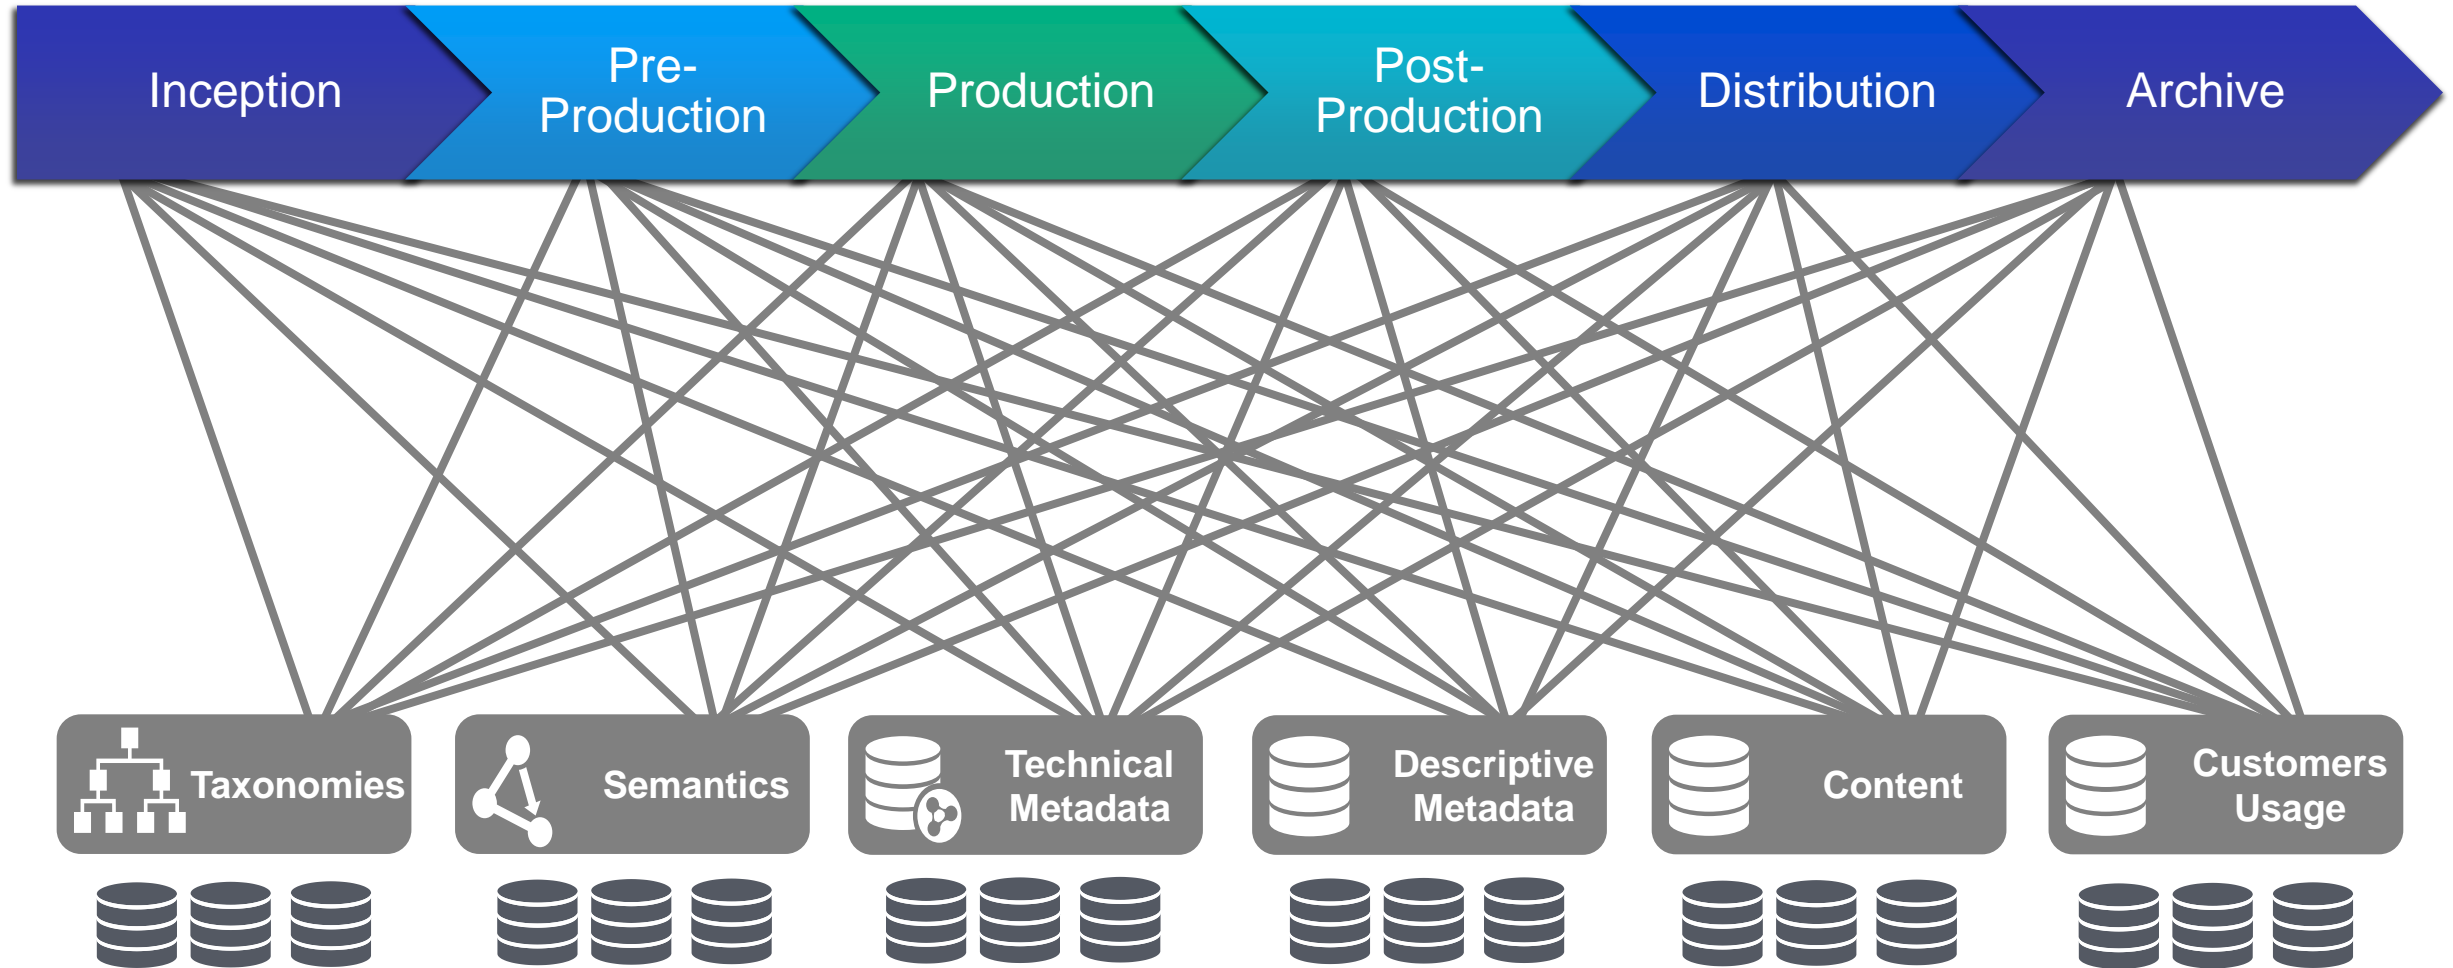 Inception
Pre-
Production
Production
Post-
Production
Distribution
Archive
Taxonomies
Semantics
Technical
Metadata
Descriptive
Metadata
Content
Customers
Usage